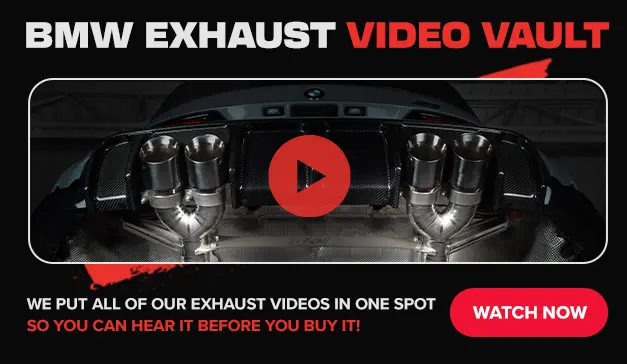 BMW EXHAUST VIDEO VAULT
WE PUT ALL OF OUR EXHAUST VIDEOS IN ONE SPOT
SO YOU CAN HEAR IT BEFORE YOU BUY IT!
WATCH NOW